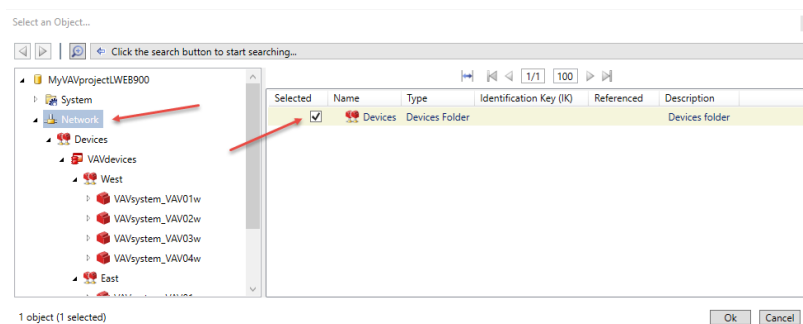 Select an Object...
Click the search button to start searching...
1/1 100
MyVAVprojectLWEB900
System
Network
Devices
VAVdevices
West
VAVsystem_VAV01w
VAVsystem_VAV02w
VAVsystem_VAV03w
VAVsystem_VAV04w
East
Selected Name Type Identification Key (IK) Referenced Description
Devices Devices Folder Devices folder
1 object (1 selected)
Ok Cancel